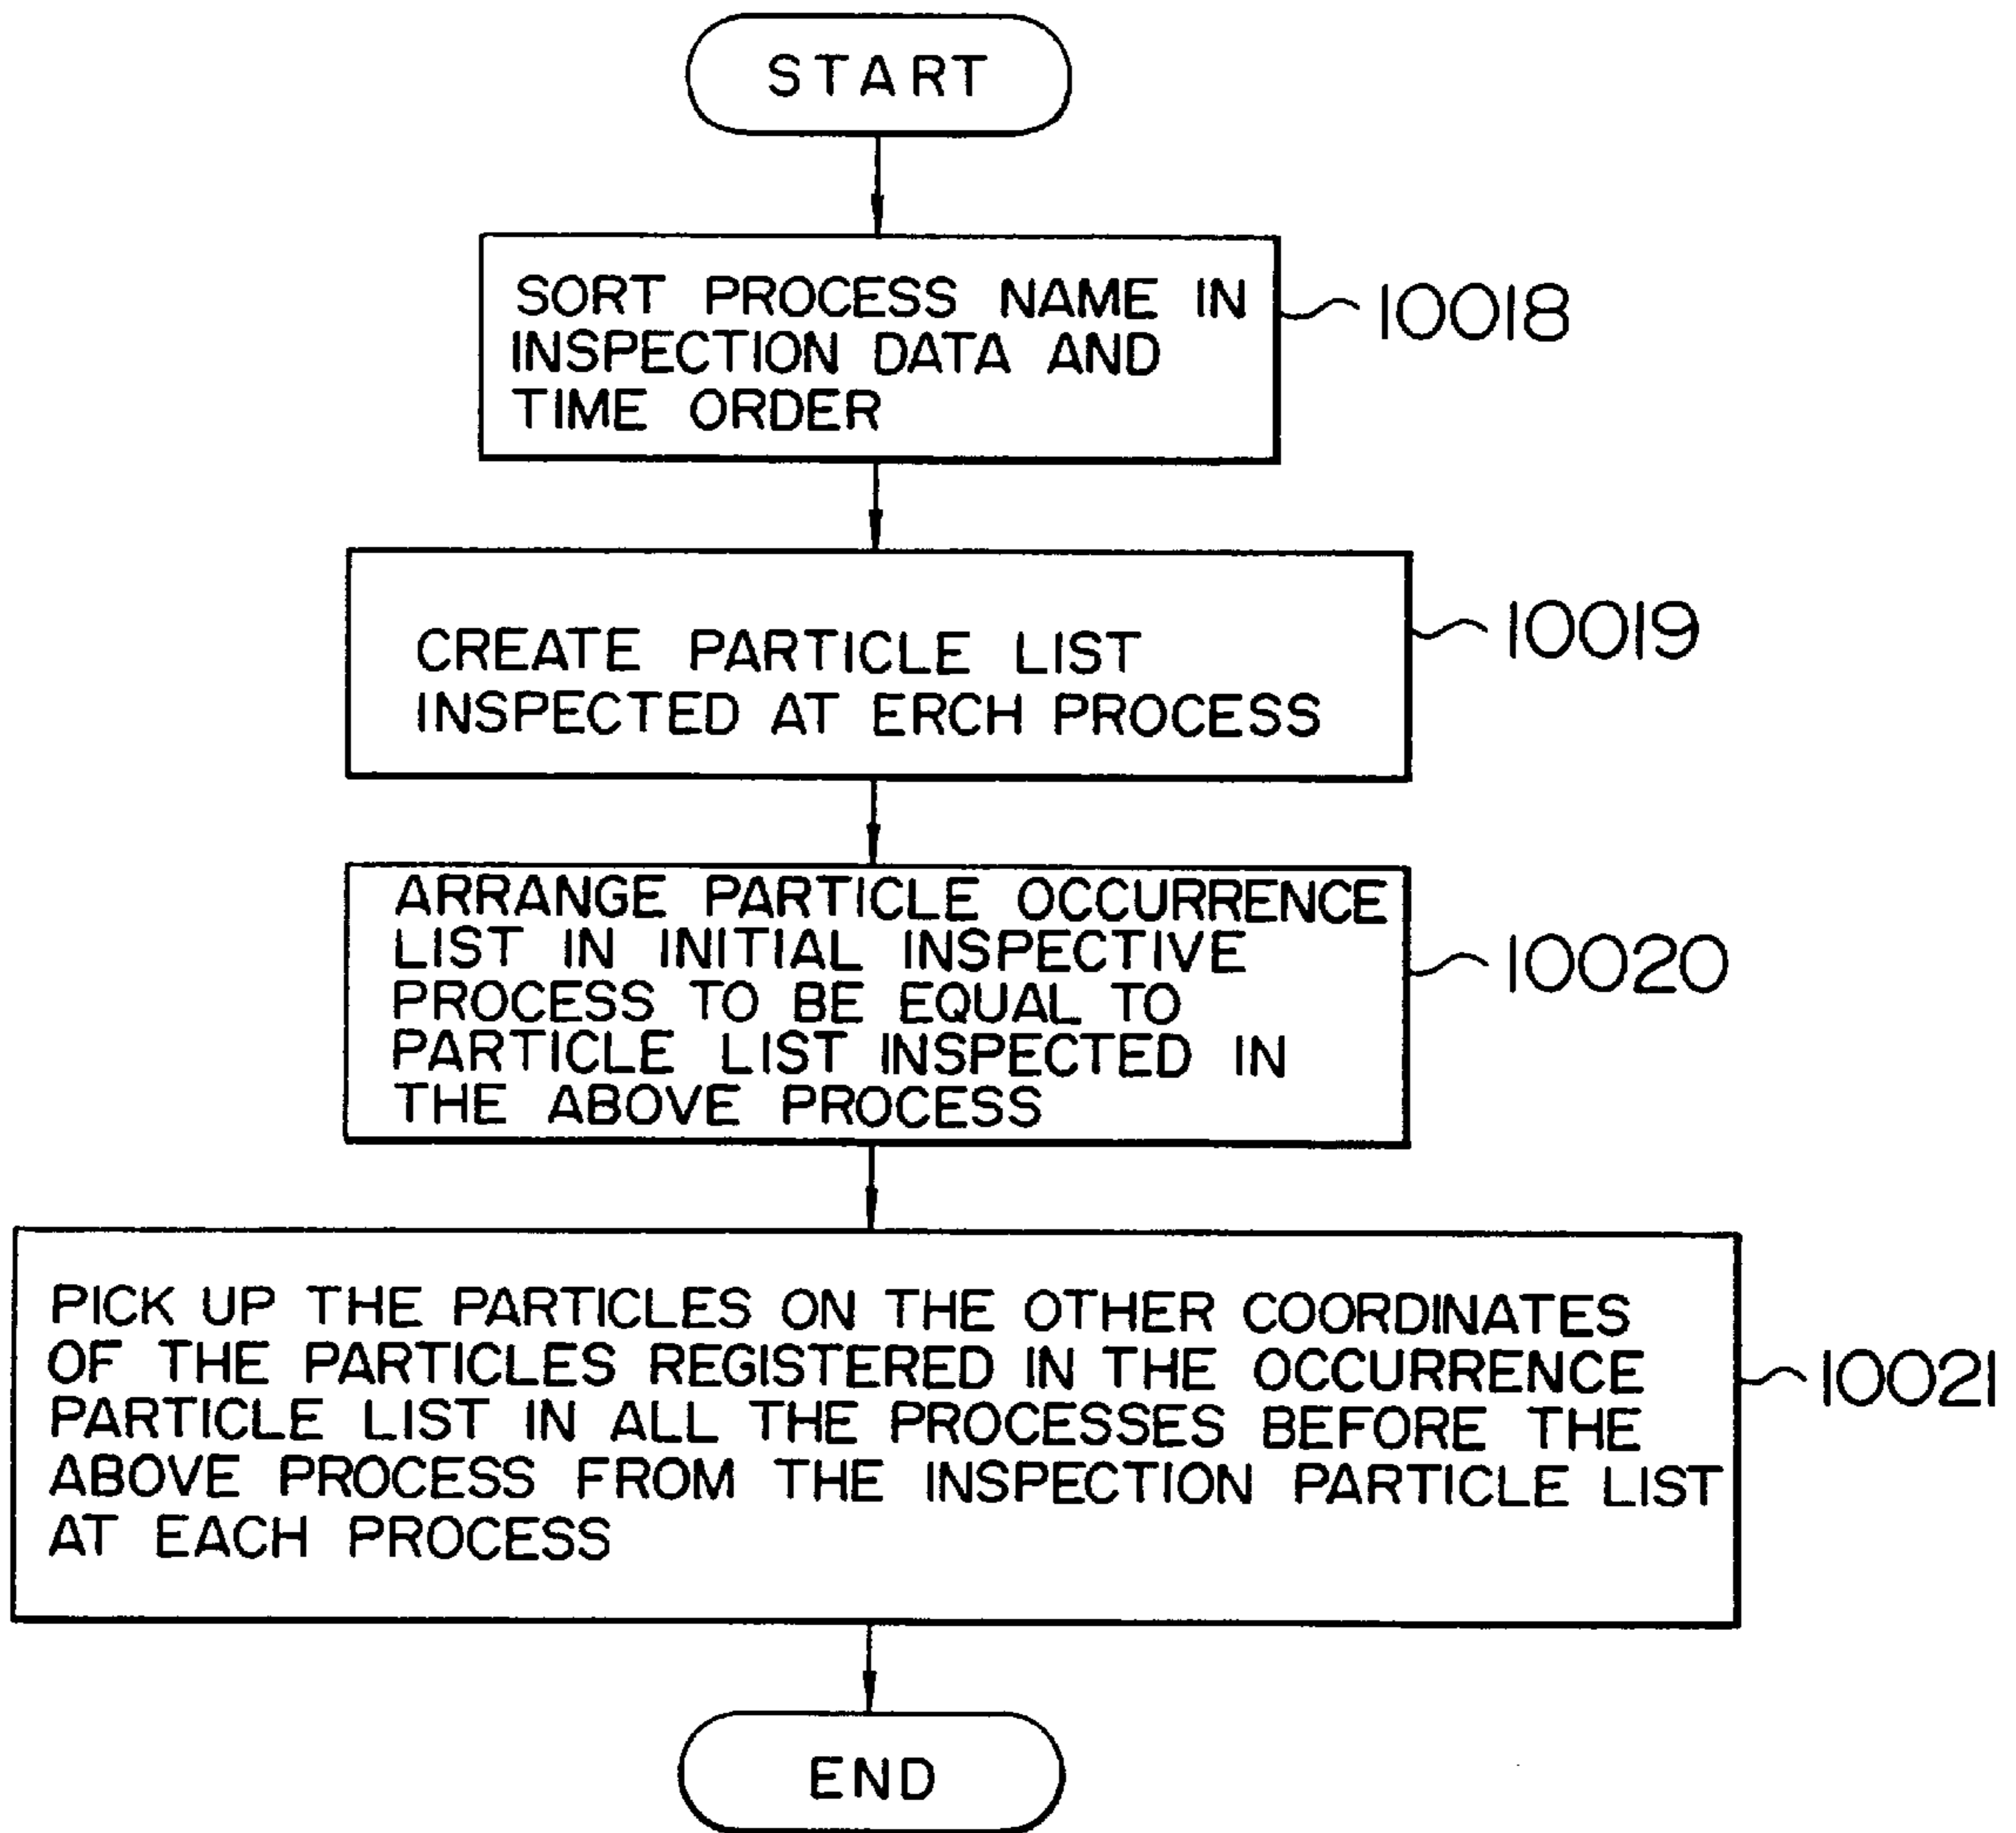 START
SORT PROCESS NAME IN
INSPECTION DATA AND
TIME ORDER
10018
CREATE PARTICLE LIST
INSPECTED AT ERCH PROCESS
10019
ARRANGE PARTICLE OCCURRENCE
LIST IN INITIAL INSPECTIVE
PROCESS TO BE EQUAL TO
PARTICLE LIST INSPECTED IN
THE ABOVE PROCESS
10020
PICK UP THE PARTICLES ON THE OTHER COORDINATES
OF THE PARTICLES REGISTERED IN THE OCCURRENCE
PARTICLE LIST IN ALL THE PROCESSES BEFORE THE
ABOVE PROCESS FROM THE INSPECTION PARTICLE LIST
AT EACH PROCESS
10021
END